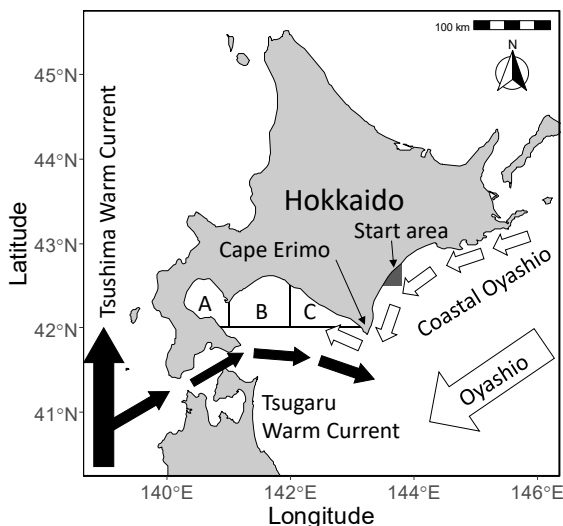 100 km
N
45°N
44°N
43°N
42°N
41°N
Latitude
Tsushima Warm Current
Hokkaido
Start area
Cape Erimo
A
B
C
Coastal Oyashio
Oyashio
Tsugaru
Warm Current
140°E
142°E
144°E
146°E
Longitude